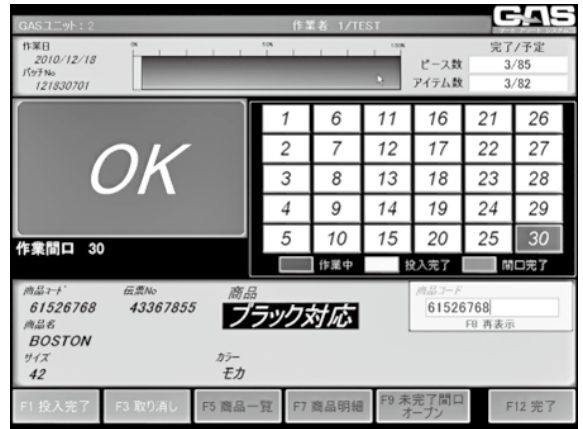 GASユニット:2 作業者 1/TEST GAS
作業日 完了/予定
2010/12/18 ピース数 3/85
バッチNo アイテム数 3/82
121830701
OK
1 6 11 16 21 26
2 7 12 17 22 27
3 8 13 18 23 28
4 9 14 19 24 29
5 10 15 20 25 30
作業間口 30
作業中 投入完了 間口完了
商品コード 伝票No 商品 商品コード
61526768 43367855 ブラック対応 61526768
商品名 F8 再表示
BOSTON
サイズ カラー
42 モカ
F1 投入完了 F3 取り消し F5 商品一覧 F7 商品明細 F9 未完了間口オープン F12 完了